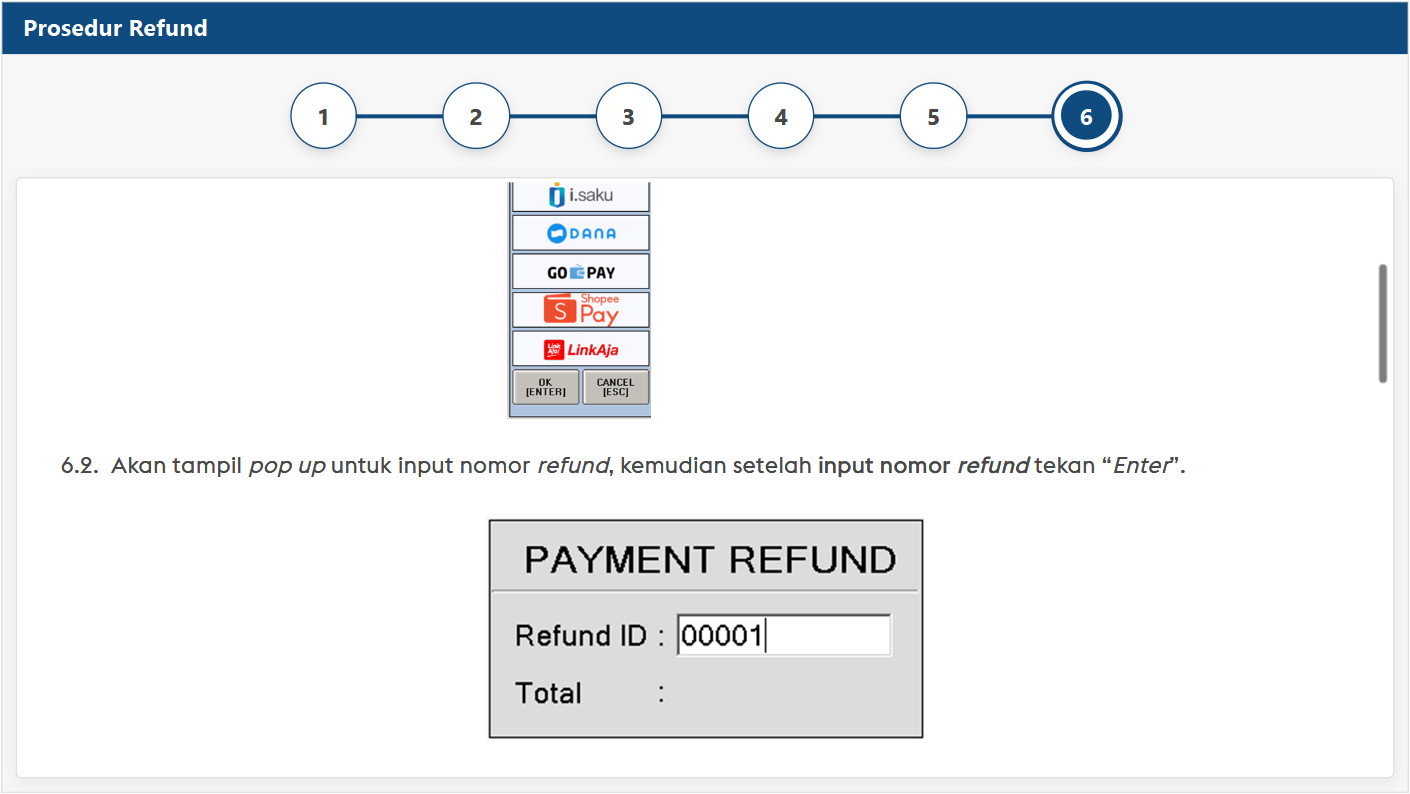 Prosedur Refund
1 2 3 4 5 6
i.saku
DANA
GO PAY
S Shopee Pay
Link Aja! LinkAja
OK [ENTER] CANCEL [ESC]
6.2. Akan tampil pop up untuk input nomor refund, kemudian setelah input nomor refund tekan “Enter”.
PAYMENT REFUND
Refund ID : 00001
Total :